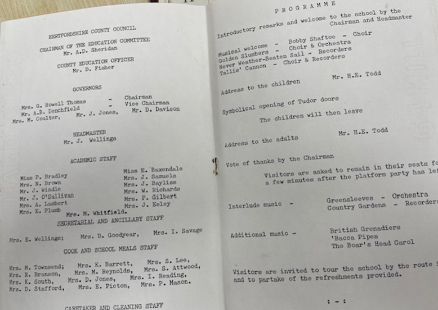 HERTFORDSHIRE COUNTY COUNCIL
CHAIRMAN OF THE EDUCATION COMMITTEE
Mr. A.D. Sheridan
COUNTY EDUCATION OFFICER
Mr. D. Fisher
GOVERNORS
Mrs. G. Howell Thomas - Chairman
Mr. A.E. Penthfield - Vice Chairman
Mrs. M. Coulter, Mr. J. Jones, Mr. D. Davison
HEADMASTER
Mr. J. Wellings
ACADEMIC STAFF
Miss P. Bradley Miss E. Baxendale
Mrs. N. Brown Mrs. J. Samuels
Mr. J. Windle Mrs. J. Bayliss
Mr. J. O'Sullivan Mrs. W. Richards
Mrs. A. Lambert Mrs. P. Gilbert
Mrs. K. Plumb Mrs. J. Haley
Mrs. M. Whitfield.
SECRETARIAL AND ANCILLARY STAFF
Mrs. E. Wellings; Mrs. D. Goodyear, Mrs. I. Savage
COOK AND SCHOOL MEALS STAFF
Mrs. M. Townsend; Mrs. K. Burrett, Mrs. S. Lee,
Mrs. E. Brunson, Mrs. M. Reynolds, Mrs. S. Attwood,
Mrs. K. South, Mrs. P. Jones, Mrs. I. Reading,
Mrs. D. Stafford, Mrs. E. Picton, Mrs. P. Mason.
CARETAKER AND CLEANING STAFF
PROGRAMME
Introductory remarks and welcome to the school by the
Chairman and Headmaster
Musical welcome - Bobby Shaftoe - Choir
Golden Slumbers - Choir & Orchestra
Never Weather-Beaten Sail - Recorders
Tallis' Cannon - Choir & Recorders
Address to the children Mr. H.E. Todd
Symbolical opening of Tudor doors
The children will then leave
Address to the adults Mr. H.E. Todd
Vote of thanks by the Chairman
Visitors are asked to remain in their seats fo
a few minutes after the platform party has le
Interlude music - Greensleeves - Orchestra
Country Gardens - Recorders
Additional music - British Grenadiers
'Bacca Pipes
The Boar's Head Carol
Visitors are invited to tour the school by the route
and to partake of the refreshments provided.
: - :